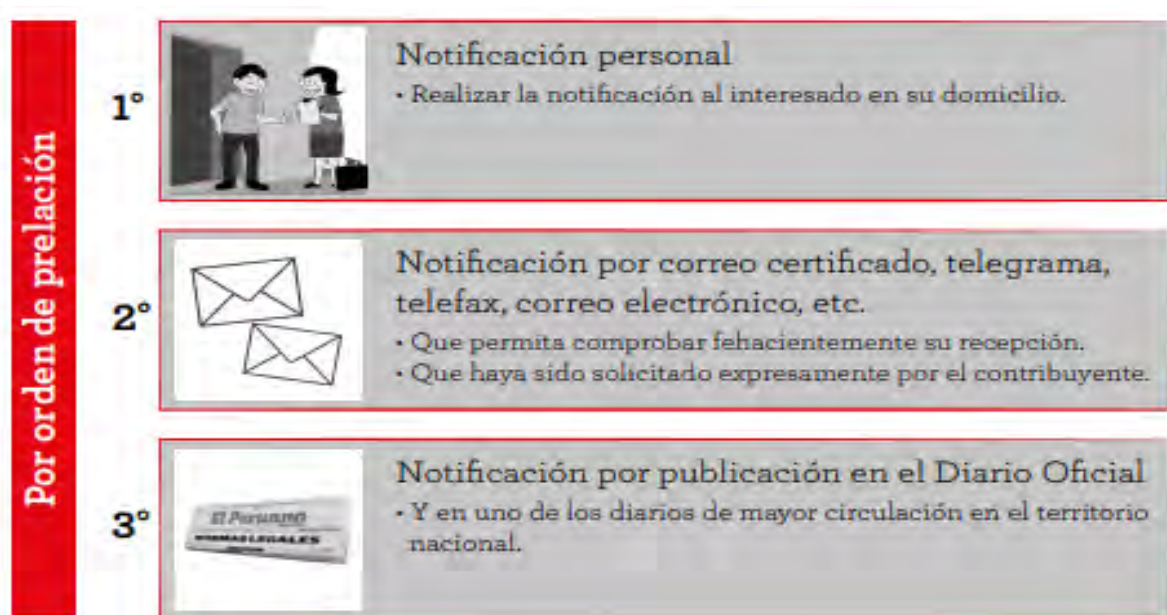 Por orden de prelación
1°
Notificación personal
• Realizar la notificación al interesado en su domicilio.
2°
Notificación por correo certificado, telegrama,
telefax, correo electrónico, etc.
• Que permita comprobar fehacientemente su recepción.
• Que haya sido solicitado expresamente por el contribuyente.
3°
El Peruano
NORMAS LEGALES
Notificación por publicación en el Diario Oficial
• Y en uno de los diarios de mayor circulación en el territorio
nacional.